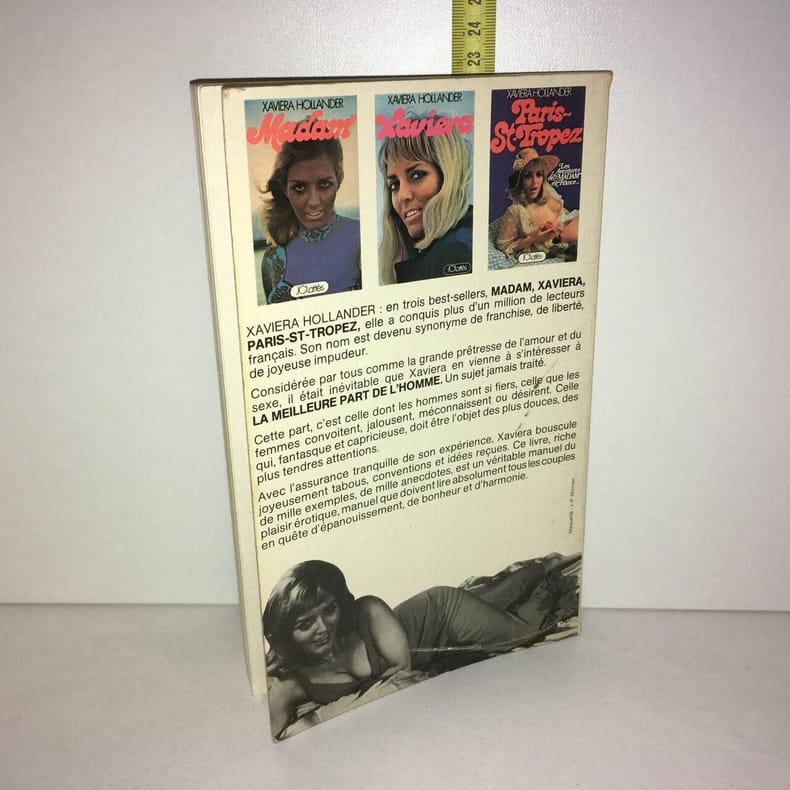 23 24 2
XAVIERA HOLLANDER
Madam
JClattès
XAVIERA HOLLANDER
Xaviera
JClattès
XAVIERA HOLLANDER
Paris-
St-Tropez
Les
Aventures
de MADAM
en France...
JClattès
XAVIERA HOLLANDER : en trois best-sellers, MADAM, XAVIERA,
PARIS-ST-TROPEZ, elle a conquis plus d'un million de lecteurs
français. Son nom est devenu synonyme de franchise, de liberté,
de joyeuse impudeur.
Considérée par tous comme la grande prêtresse de l'amour et du
sexe, il était inévitable que Xaviera en vienne à s'intéresser à
LA MEILLEURE PART DE L'HOMME. Un sujet jamais traité.
Cette part, c'est celle dont les hommes sont si fiers, celle que les
femmes convoitent, jalousent, méconnaissent ou désirent. Celle
qui, fantasque et capricieuse, doit être l'objet des plus douces, des
plus tendres attentions.
Avec l'assurance tranquille de son expérience, Xaviera bouscule
joyeusement tabous, conventions et idées reçues. Ce livre, riche
de mille exemples, de mille anecdotes, est un véritable manuel du
plaisir érotique, manuel que doivent lire absolument tous les couples
en quête d'épanouissement, de bonheur et d'harmonie.
Maquette : J.-P.